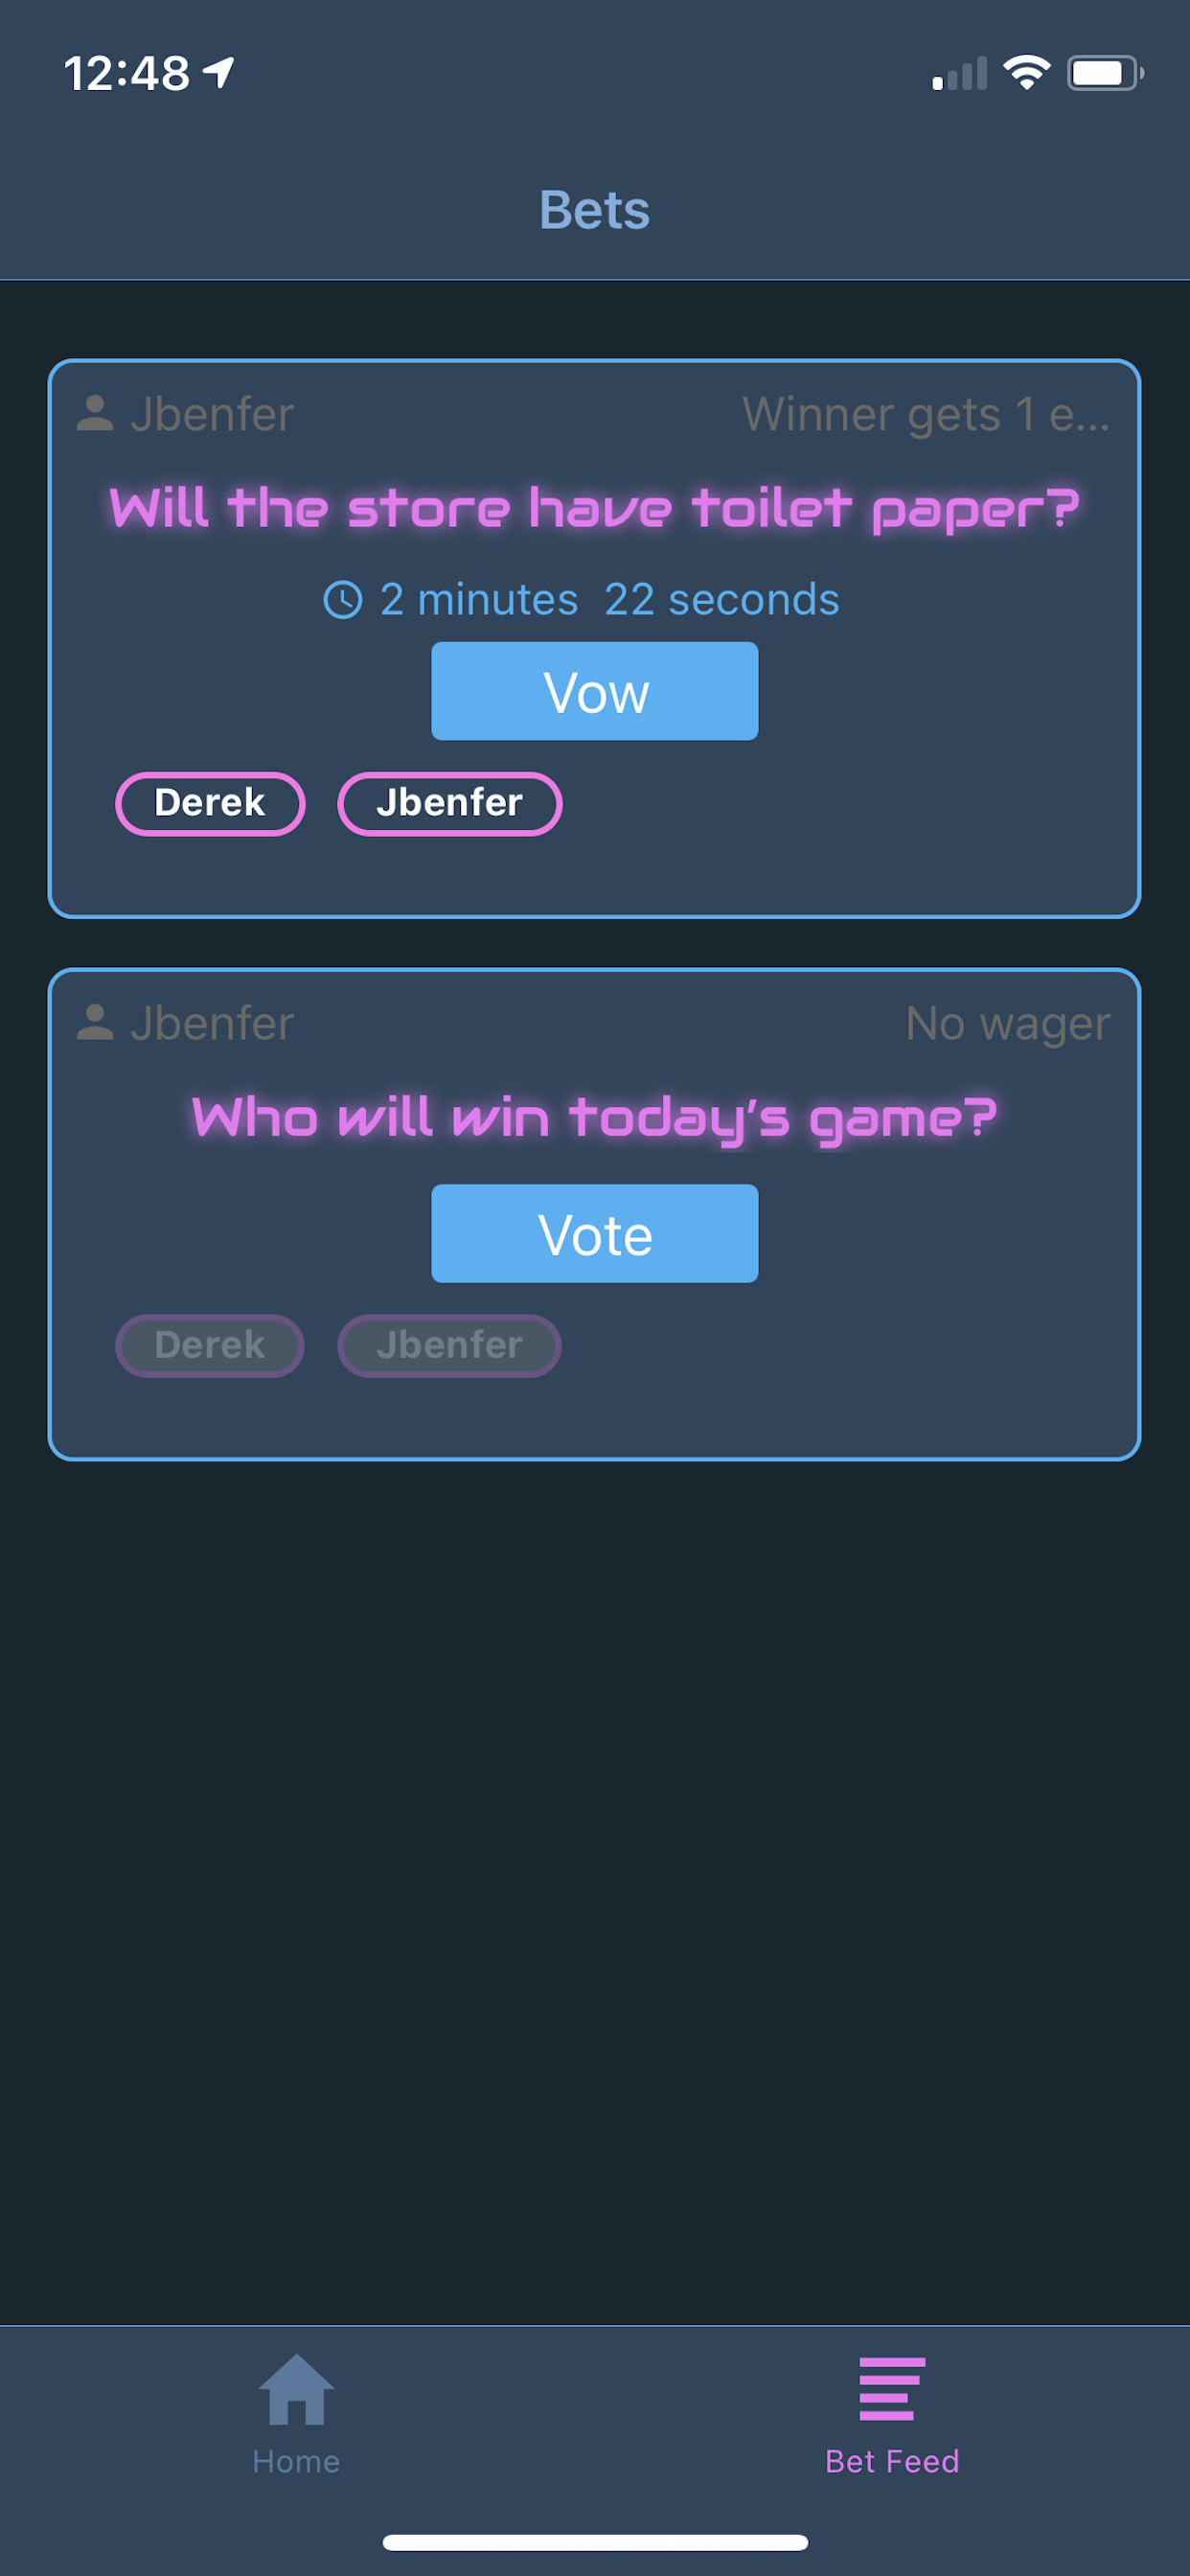 12:48
Bets
Jbenfer Winner gets 1 e...
Will the store have toilet paper?
2 minutes 22 seconds
Vow
Derek Jbenfer
Jbenfer No wager
Who will win today's game?
Vote
Derek Jbenfer
Home Bet Feed